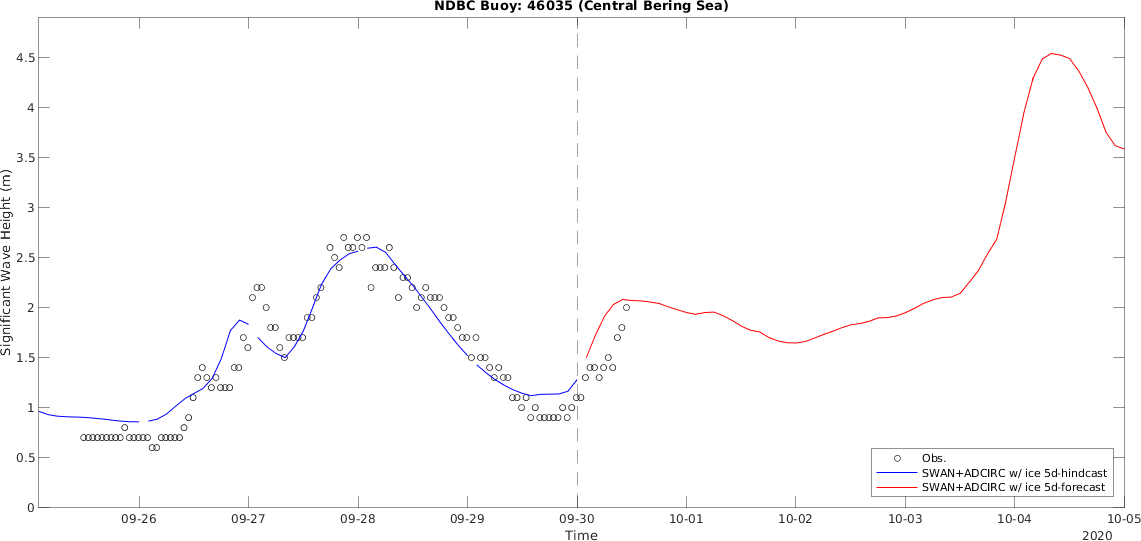 NDBC Buoy: 46035 (Central Bering Sea)
Significant Wave Height (m)
4.5
4
3.5
3
2.5
2
1.5
1
0.5
0
Obs.
SWAN+ADCIRC w/ ice 5d-hindcast
SWAN+ADCIRC w/ ice 5d-forecast
09-26 09-27 09-28 09-29 09-30 10-01 10-02 10-03 10-04 10-05
Time
2020